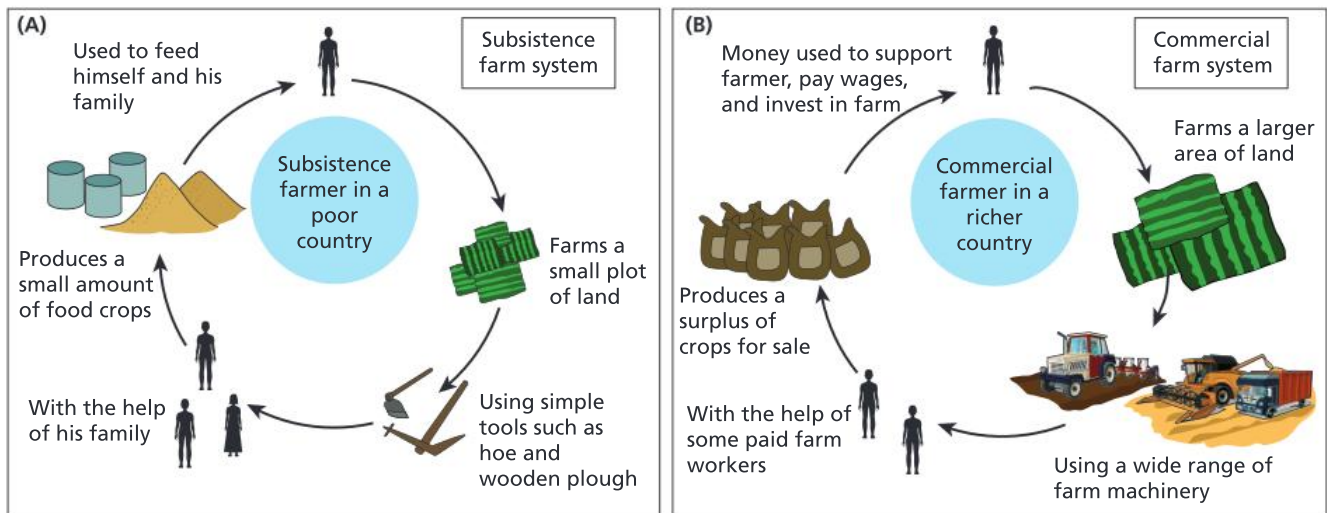 (A)
Used to feed
himself and his
family
Subsistence
farm system
Subsistence
farmer in a
poor
country
Farms a
small plot
of land
Using simple
tools such as
hoe and
wooden plough
With the help
of his family
Produces a
small amount
of food crops
(B)
Money used to support
farmer, pay wages,
and invest in farm
Commercial
farm system
Commercial
farmer in a
richer
country
Farms a larger
area of land
Using a wide range of
farm machinery
With the help of
some paid farm
workers
Produces a
surplus of
crops for sale